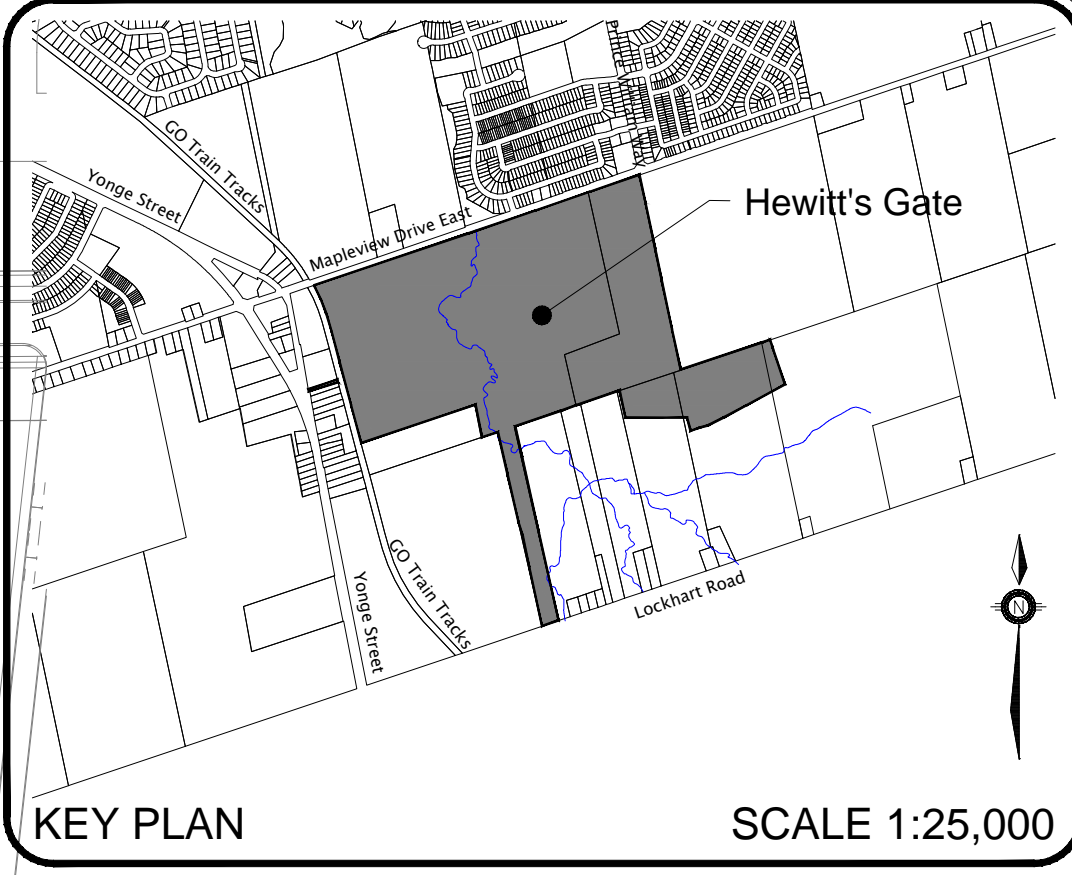 GO Train Tracks
Yonge Street
Mapleview Drive East
Hewitt's Gate
GO Train Tracks
Yonge Street
Lockhart Road
N
KEY PLAN
SCALE 1:25,000